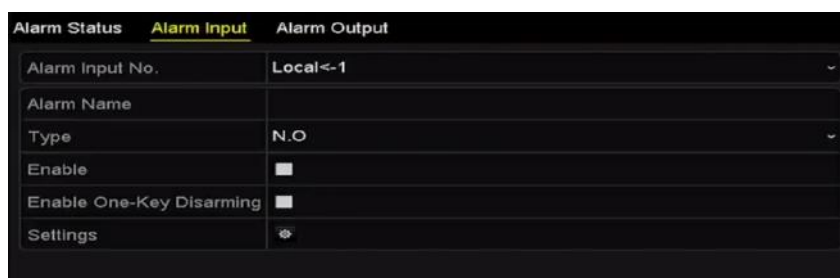 Alarm Status Alarm Input Alarm Output
Alarm Input No. Local<-1
Alarm Name
Type N.O
Enable
Enable One-Key Disarming
Settings